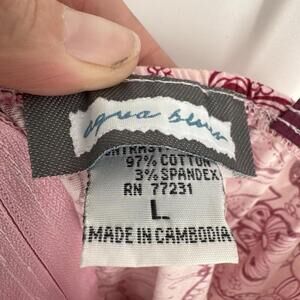 aqua blues
97% COTTON
3% SPANDEX
RN 77231
L
MADE IN CAMBODIA